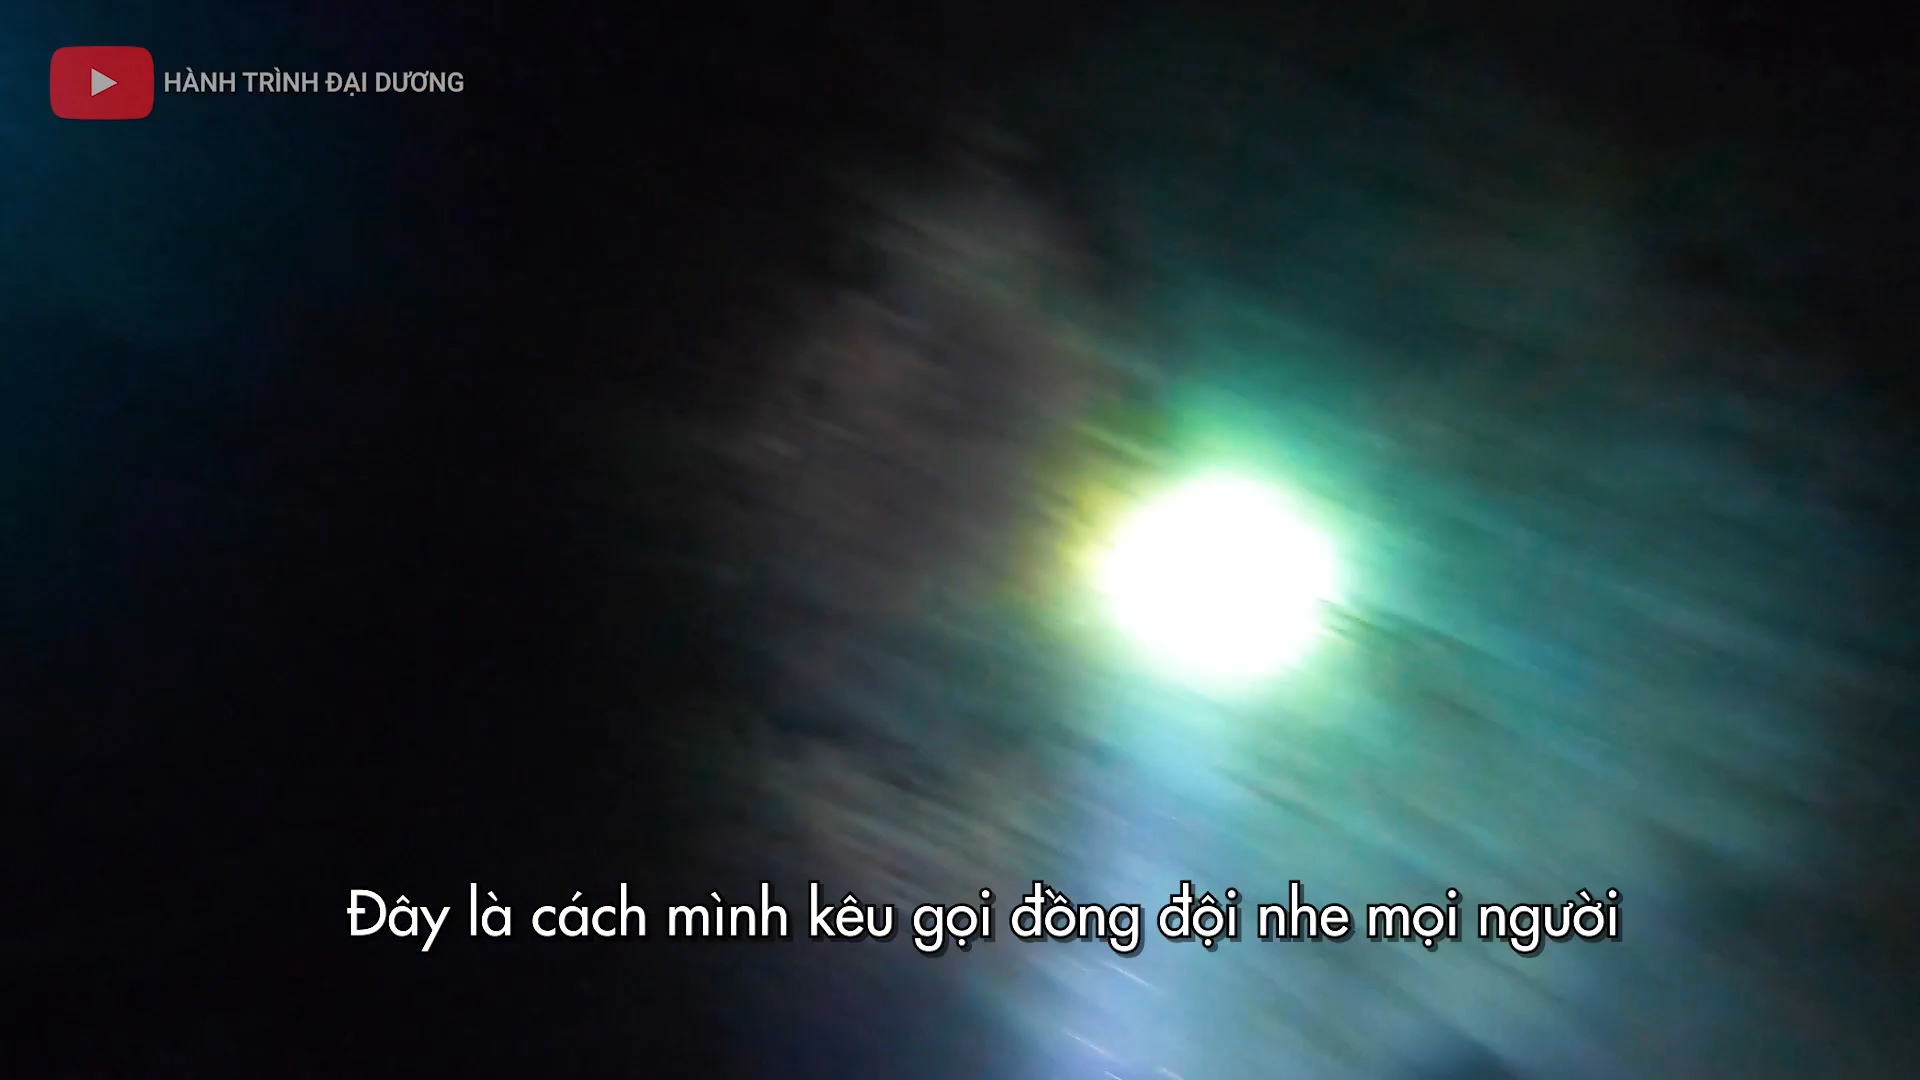 HÀNH TRÌNH ĐẠI DƯƠNG
Đây là cách mình kêu gọi đồng đội nhe mọi người